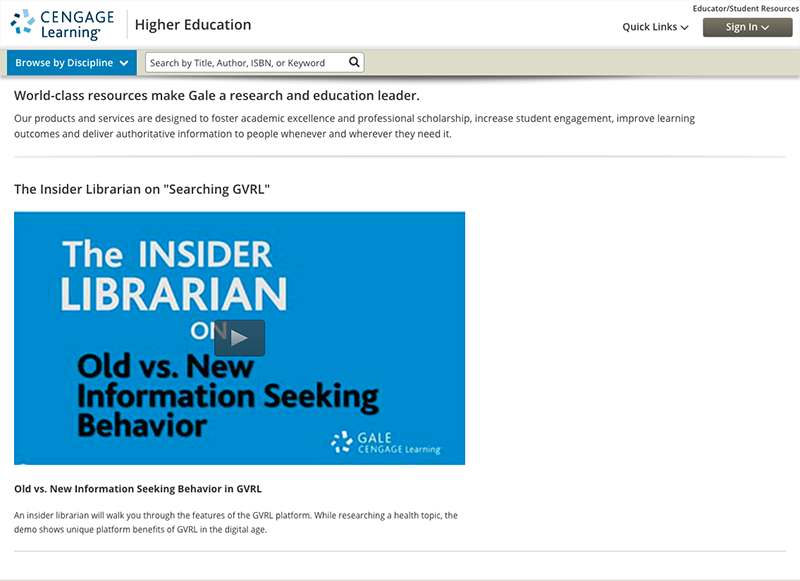 Educator/Student Resources
CENGAGE
Learning
Higher Education
Quick Links
Sign In
Browse by Discipline
Search by Title, Author, ISBN, or Keyword
World-class resources make Gale a research and education leader.
Our products and services are designed to foster academic excellence and professional scholarship, increase student engagement, improve learning
outcomes and deliver authoritative information to people whenever and wherever they need it.
The Insider Librarian on "Searching GVRL"
The INSIDER
LIBRARIAN
ON
Old vs. New
Information Seeking
Behavior
GALE
CENGAGE Learning
Old vs. New Information Seeking Behavior in GVRL
An insider librarian will walk you through the features of the GVRL platform. While researching a health topic, the
demo shows unique platform benefits of GVRL in the digital age.